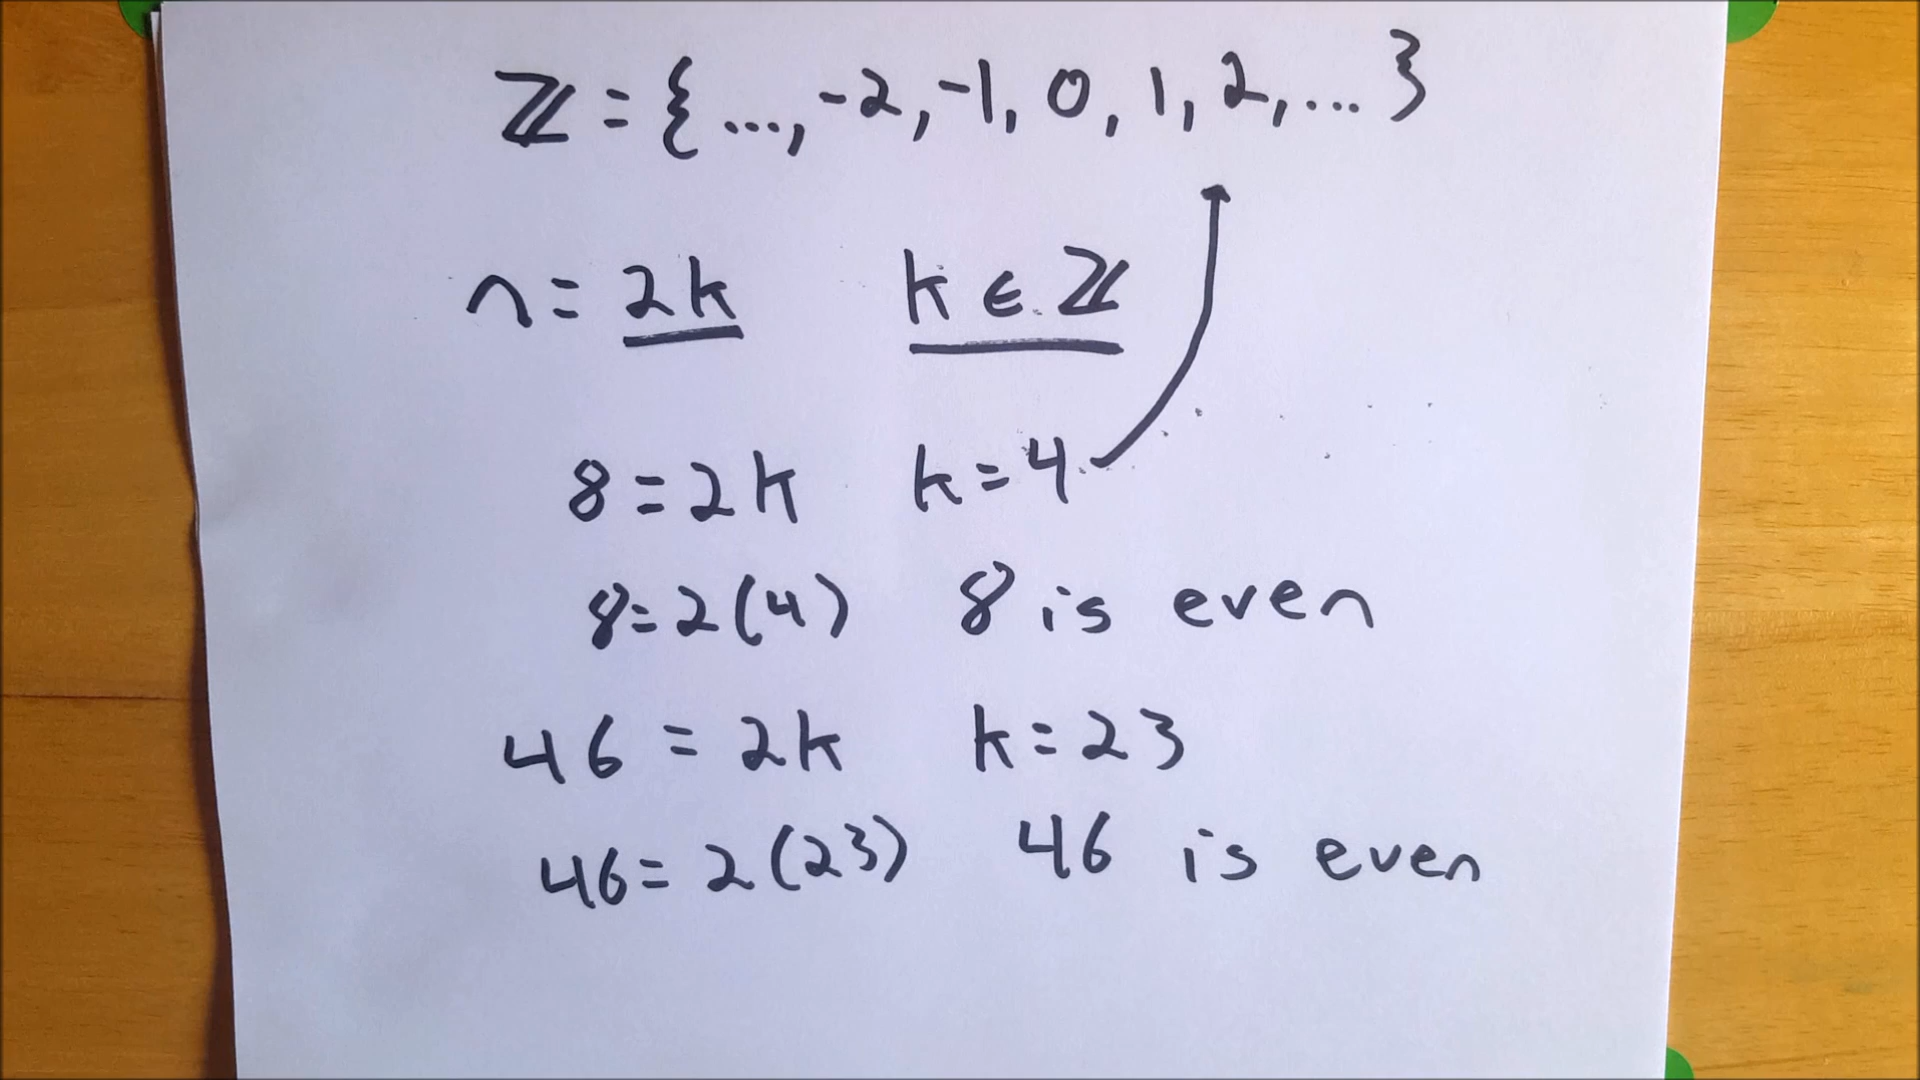 ℤ = {..., -2, -1, 0, 1, 2, ...}
n = 2k k ∈ ℤ
8 = 2k k = 4
8 = 2(4) 8 is even
46 = 2k k = 23
46 = 2(23) 46 is even